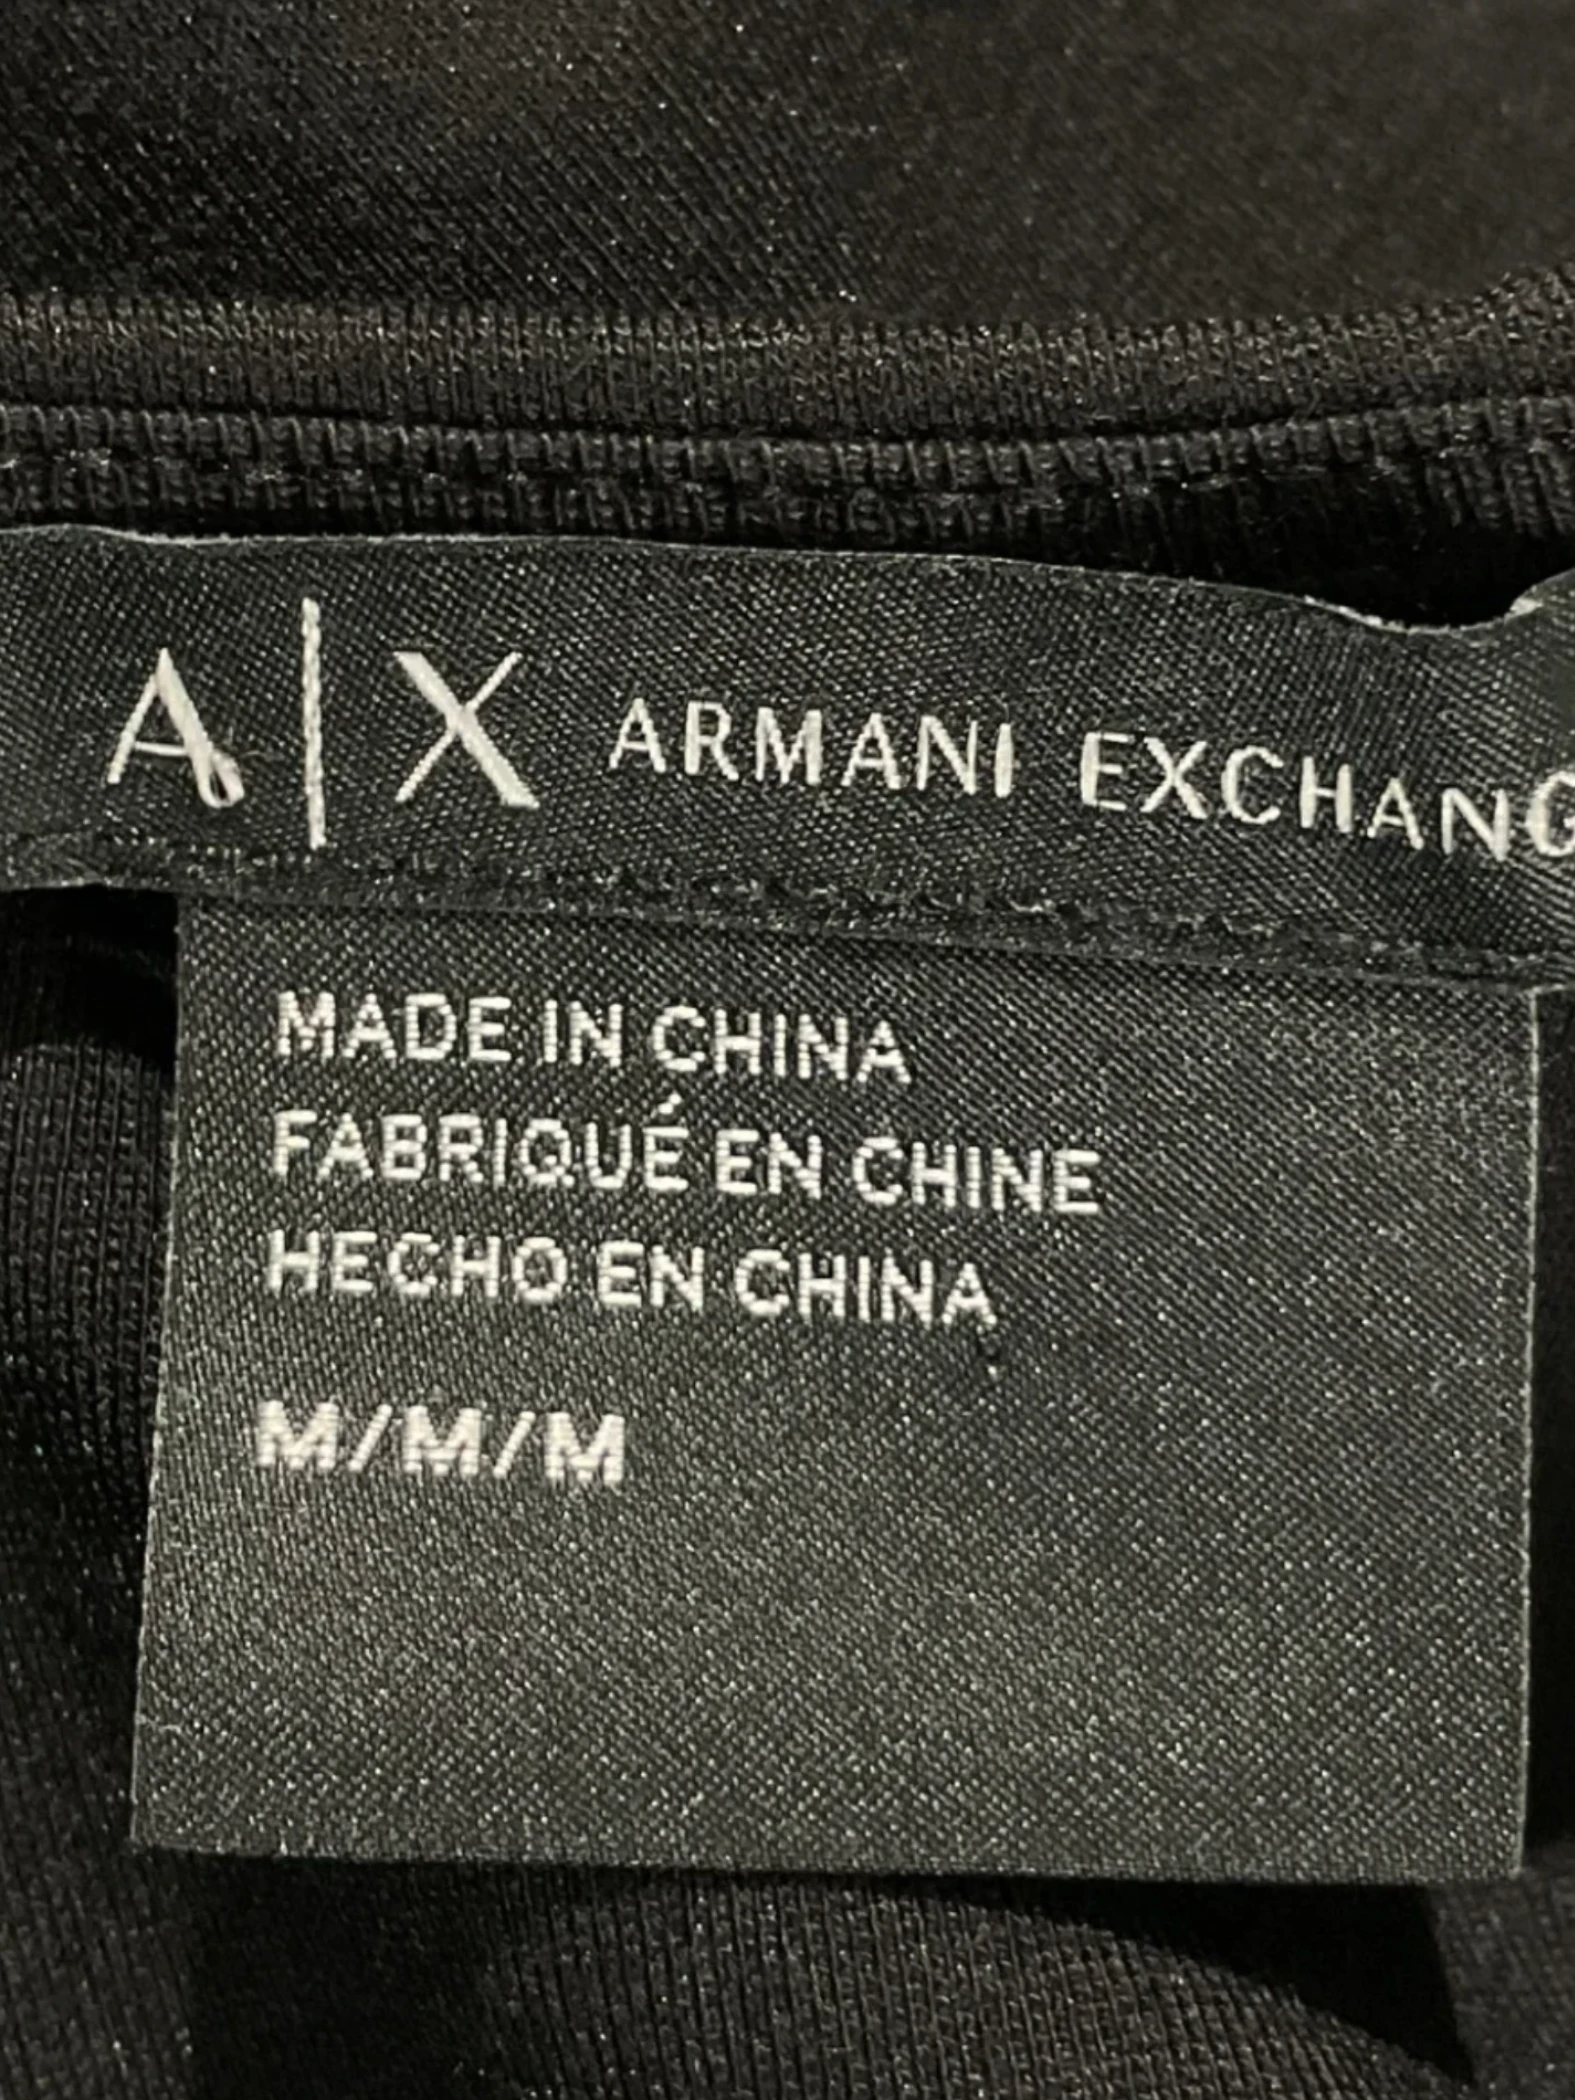 A|X ARMANI EXCHANG
MADE IN CHINA
FABRIQUÉ EN CHINE
HECHO EN CHINA
M/M/M